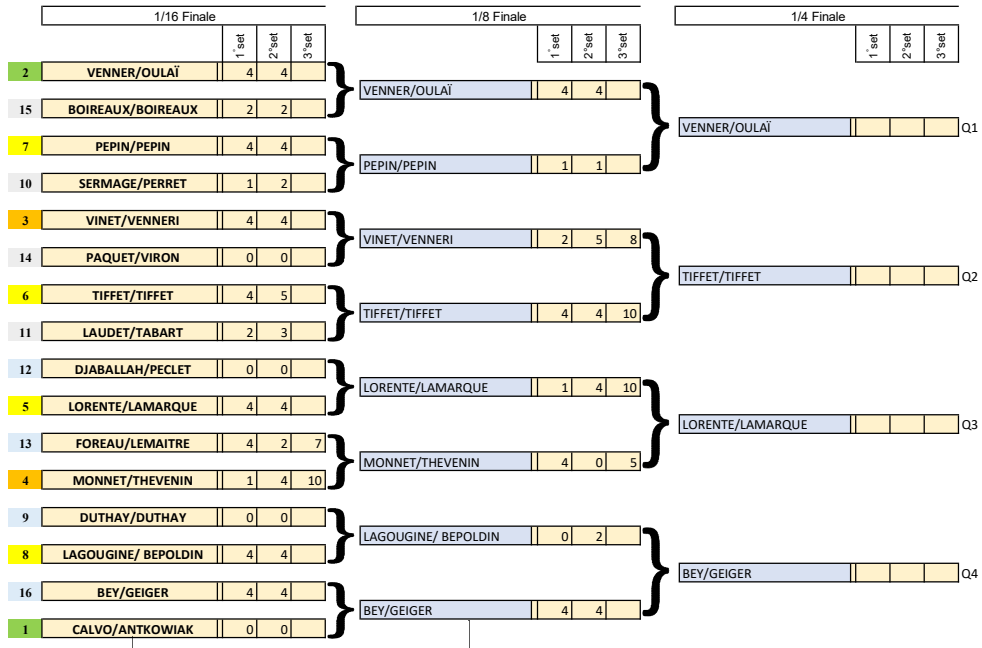 1/16 Finale 1/8 Finale 1/4 Finale
1°set 2°set 3°set 1°set 2°set 3°set 1°set 2°set 3°set
2 VENNER/OULAÏ 4 4
VENNER/OULAÏ 4 4
15 BOIREAUX/BOIREAUX 2 2
VENNER/OULAÏ Q1
7 PEPIN/PEPIN 4 4
PEPIN/PEPIN 1 1
10 SERMAGE/PERRET 1 2
3 VINET/VENNERI 4 4
VINET/VENNERI 2 5 8
14 PAQUET/VIRON 0 0
TIFFET/TIFFET Q2
6 TIFFET/TIFFET 4 5
TIFFET/TIFFET 4 4 10
11 LAUDET/TABART 2 3
12 DJABALLAH/PECLET 0 0
LORENTE/LAMARQUE 1 4 10
5 LORENTE/LAMARQUE 4 4
LORENTE/LAMARQUE Q3
13 FOREAU/LEMAITRE 4 2 7
MONNET/THEVENIN 4 0 5
4 MONNET/THEVENIN 1 4 10
9 DUTHAY/DUTHAY 0 0
LAGOUGINE/ BEPOLDIN 0 2
8 LAGOUGINE/ BEPOLDIN 4 4
BEY/GEIGER Q4
16 BEY/GEIGER 4 4
BEY/GEIGER 4 4
1 CALVO/ANTKOWIAK 0 0